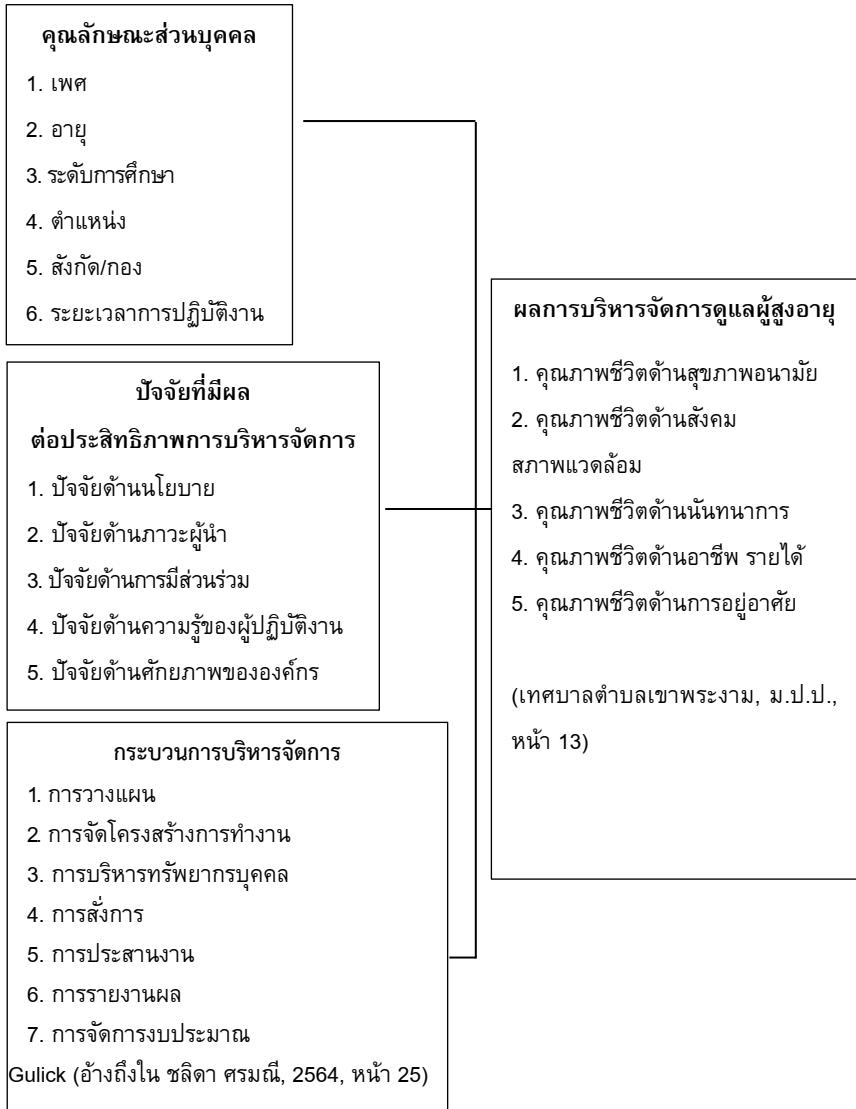 คุณลักษณะส่วนบุคคล
1. เพศ
2. อายุ
3. ระดับการศึกษา
4. ตำแหน่ง
5. สังกัด/กอง
6. ระยะเวลาการปฏิบัติงาน
ปัจจัยที่มีผล
ต่อประสิทธิภาพการบริหารจัดการ
1. ปัจจัยด้านนโยบาย
2. ปัจจัยด้านภาวะผู้นำ
3. ปัจจัยด้านการมีส่วนร่วม
4. ปัจจัยด้านความรู้ของผู้ปฏิบัติงาน
5. ปัจจัยด้านศักยภาพขององค์กร
กระบวนการบริหารจัดการ
1. การวางแผน
2. การจัดโครงสร้างการทำงาน
3. การบริหารทรัพยากรบุคคล
4. การสั่งการ
5. การประสานงาน
6. การรายงานผล
7. การจัดการงบประมาณ
Gulick (อ้างถึงใน ชลิดา ศรมณี, 2564, หน้า 25)
ผลการบริหารจัดการดูแลผู้สูงอายุ
1. คุณภาพชีวิตด้านสุขภาพอนามัย
2. คุณภาพชีวิตด้านสังคม
สภาพแวดล้อม
3. คุณภาพชีวิตด้านนันทนาการ
4. คุณภาพชีวิตด้านอาชีพ รายได้
5. คุณภาพชีวิตด้านการอยู่อาศัย
(เทศบาลตำบลเขาพระงาม, ม.ป.ป.,
หน้า 13)